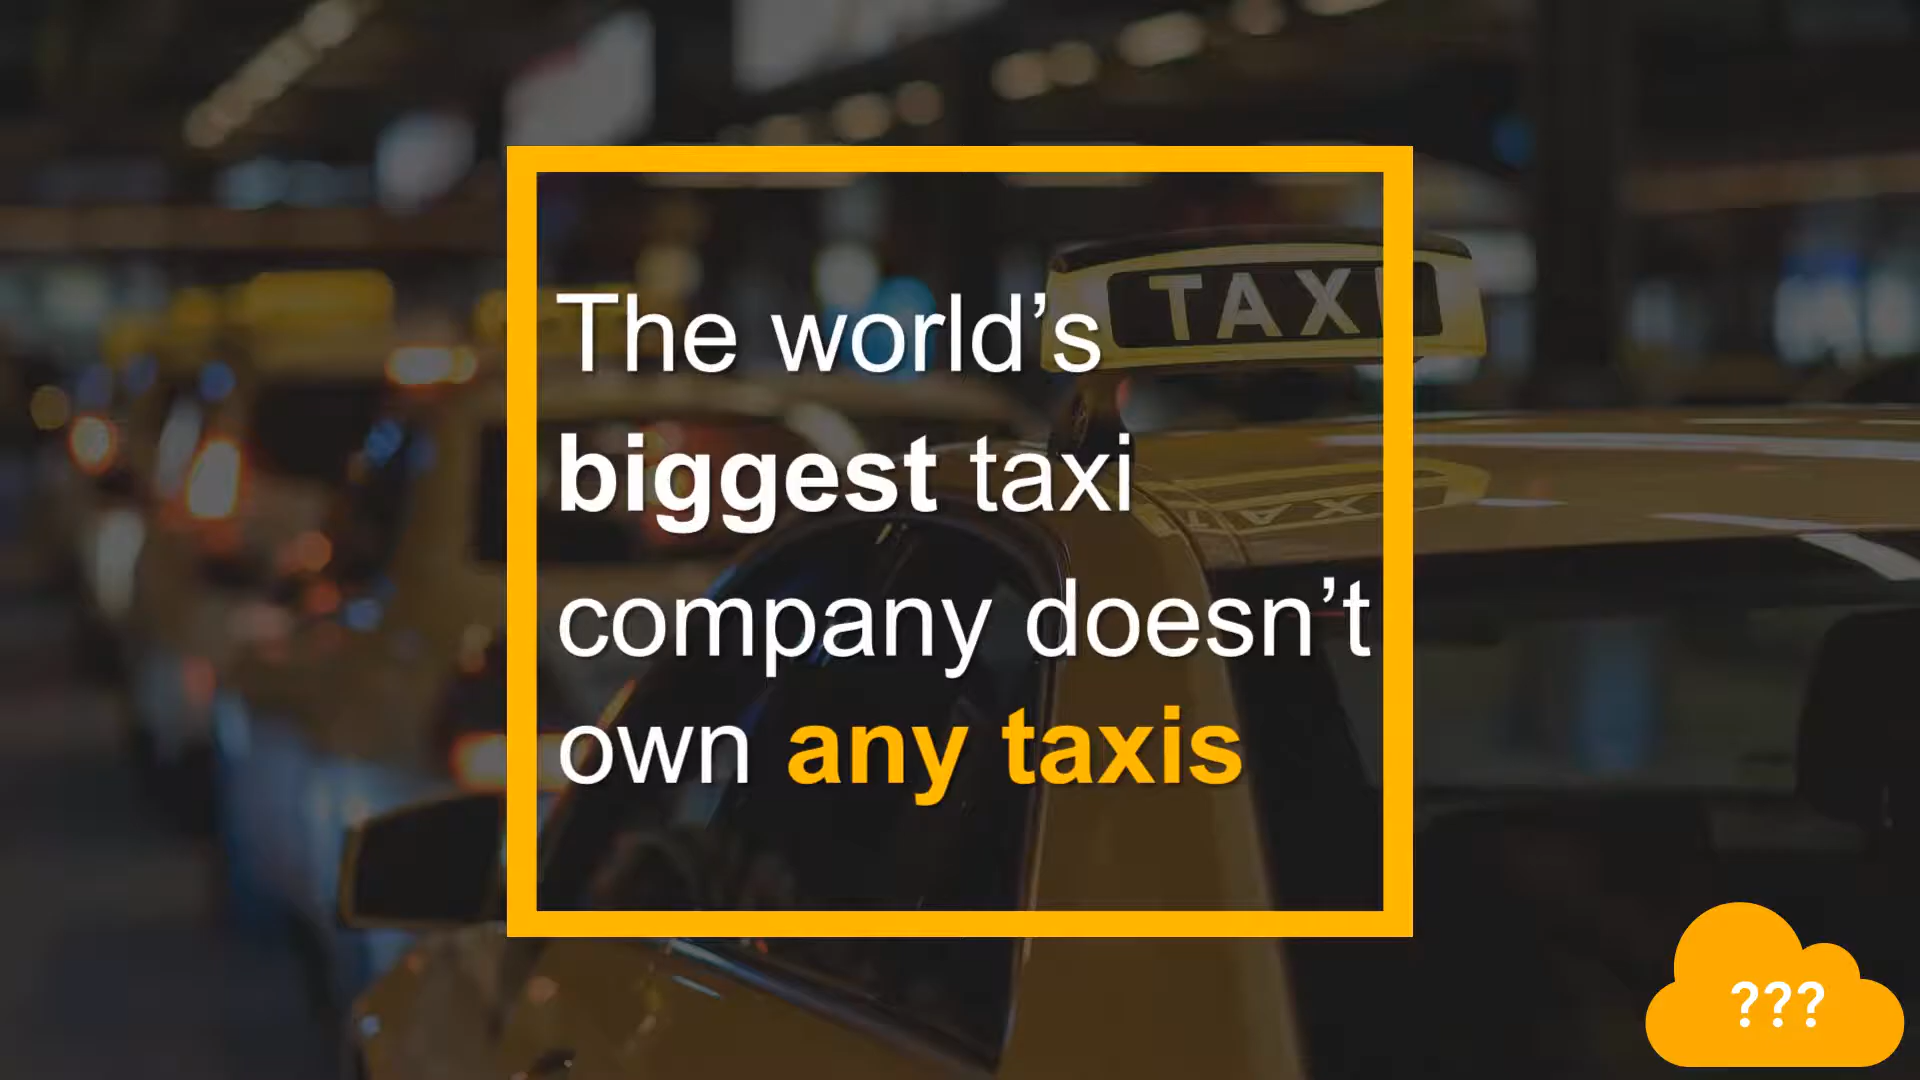 TAXI
The world’s
biggest taxi
company doesn’t
own any taxis
???